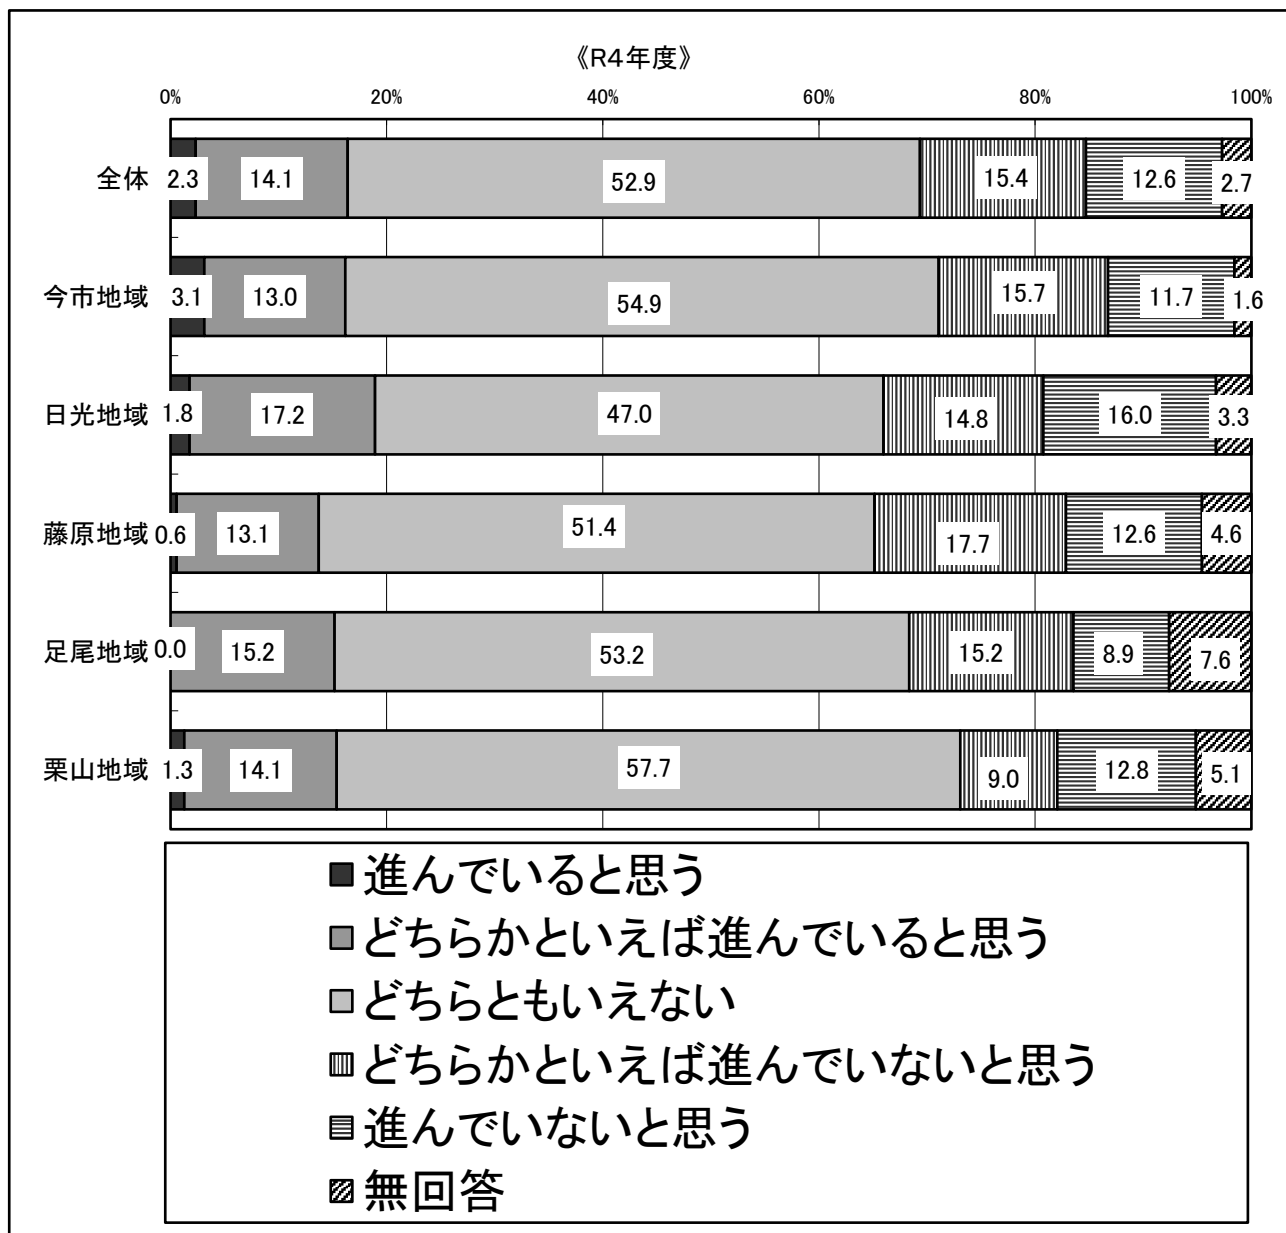 《R4年度》
0% 20% 40% 60% 80% 100%
全体 2.3 14.1 52.9 15.4 12.6 2.7
今市地域 3.1 13.0 54.9 15.7 11.7 1.6
日光地域 1.8 17.2 47.0 14.8 16.0 3.3
藤原地域 0.6 13.1 51.4 17.7 12.6 4.6
足尾地域 0.0 15.2 53.2 15.2 8.9 7.6
栗山地域 1.3 14.1 57.7 9.0 12.8 5.1
進んでいると思う
どちらかといえば進んでいると思う
どちらともいえない
どちらかといえば進んでいないと思う
進んでいないと思う
無回答